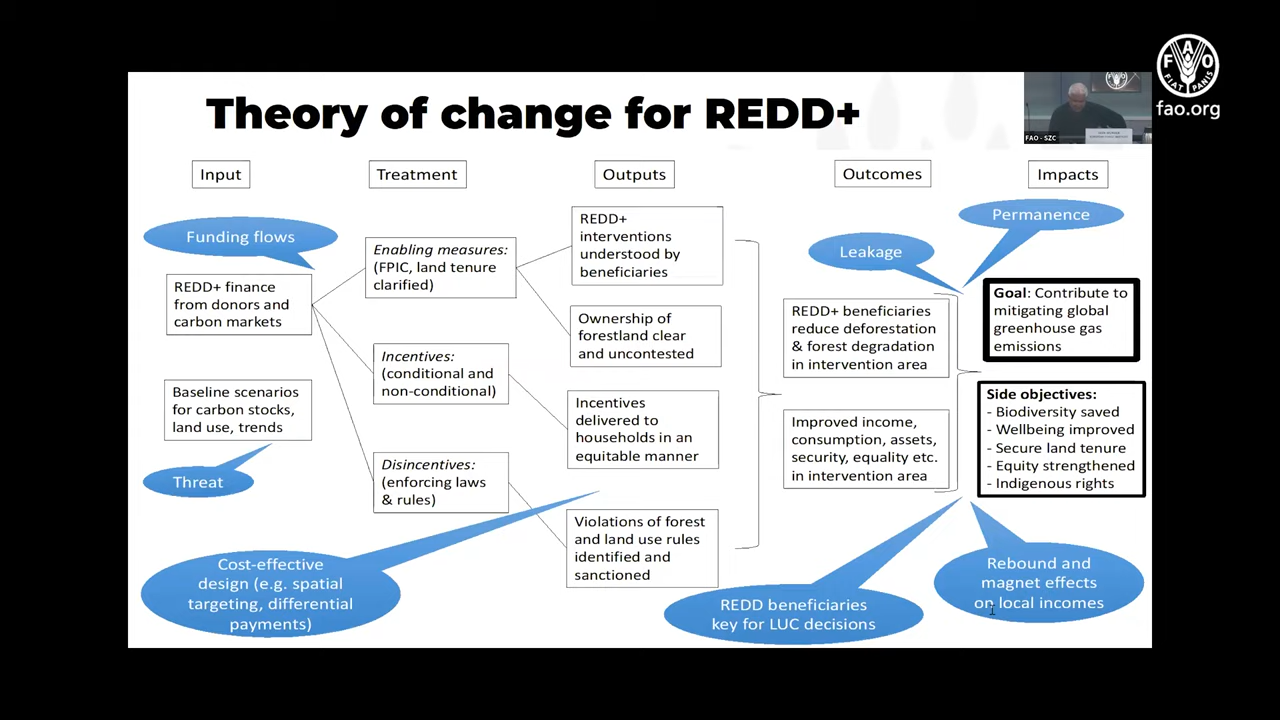 Theory of change for REDD+
F A O
FIAT PANIS
fao.org
FAO - SZC
Input
Treatment
Outputs
Outcomes
Impacts
Funding flows
REDD+ finance
from donors and
carbon markets
Baseline scenarios
for carbon stocks,
land use, trends
Threat
Cost-effective
design (e.g. spatial
targeting, differential
payments)
Enabling measures:
(FPIC, land tenure
clarified)
Incentives:
(conditional and
non-conditional)
Disincentives:
(enforcing laws
& rules)
REDD+
interventions
understood by
beneficiaries
Ownership of
forestland clear
and uncontested
Incentives
delivered to
households in an
equitable manner
Violations of forest
and land use rules
identified and
sanctioned
Leakage
REDD+ beneficiaries
reduce deforestation
& forest degradation
in intervention area
Improved income,
consumption, assets,
security, equality etc.
in intervention area
REDD beneficiaries
key for LUC decisions
Permanence
Goal: Contribute to
mitigating global
greenhouse gas
emissions
Side objectives:
- Biodiversity saved
- Wellbeing improved
- Secure land tenure
- Equity strengthened
- Indigenous rights
Rebound and
magnet effects
on local incomes